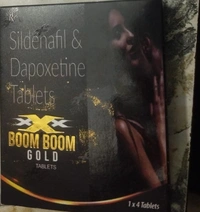 Sildenafil &
Dapoxetine
Tablets
XXX
BOOM BOOM
GOLD
TABLETS
1 x 4 Tablets